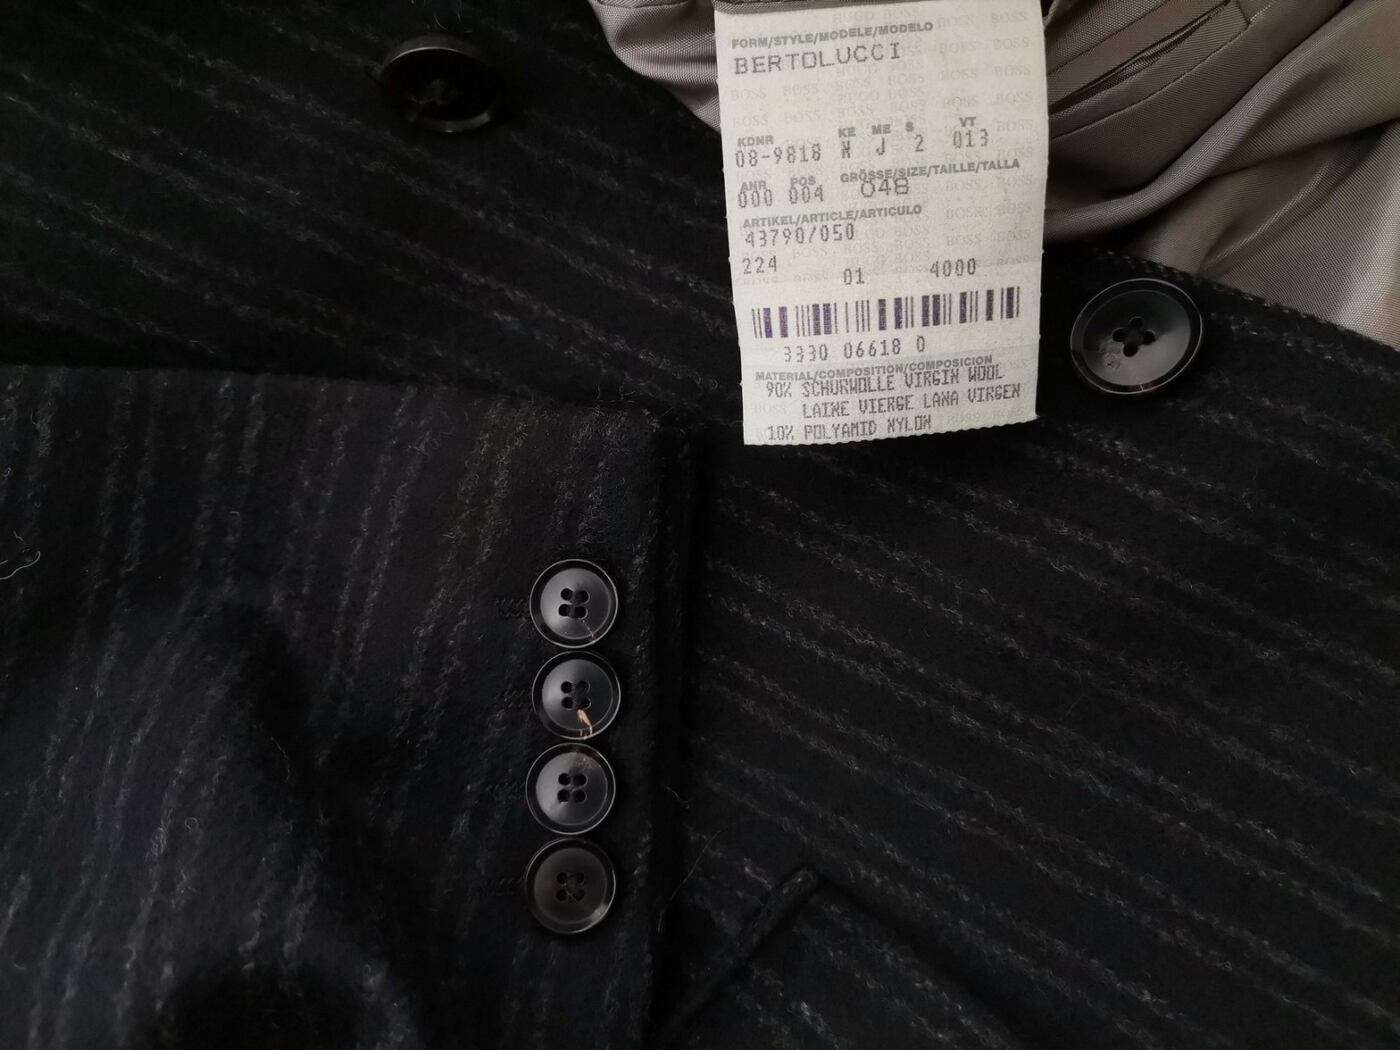 FORM/STYLE/MODELE/MODELO
BERTOLUCCI
KDNR KE ME S VT
08-9818 N J 2 013
ANR POS GRÖSSE/SIZE/TAILLE/TALLA
000 004 048
ARTIKEL/ARTICLE/ARTICULO
43790/050
224 01 4000
3330 06618 0
MATERIAL/COMPOSITION/COMPOSICION
90% SCHURWOLLE VIRGIN WOOL
LAINE VIERGE LANA VIRGEN
10% POLYAMID NYLON